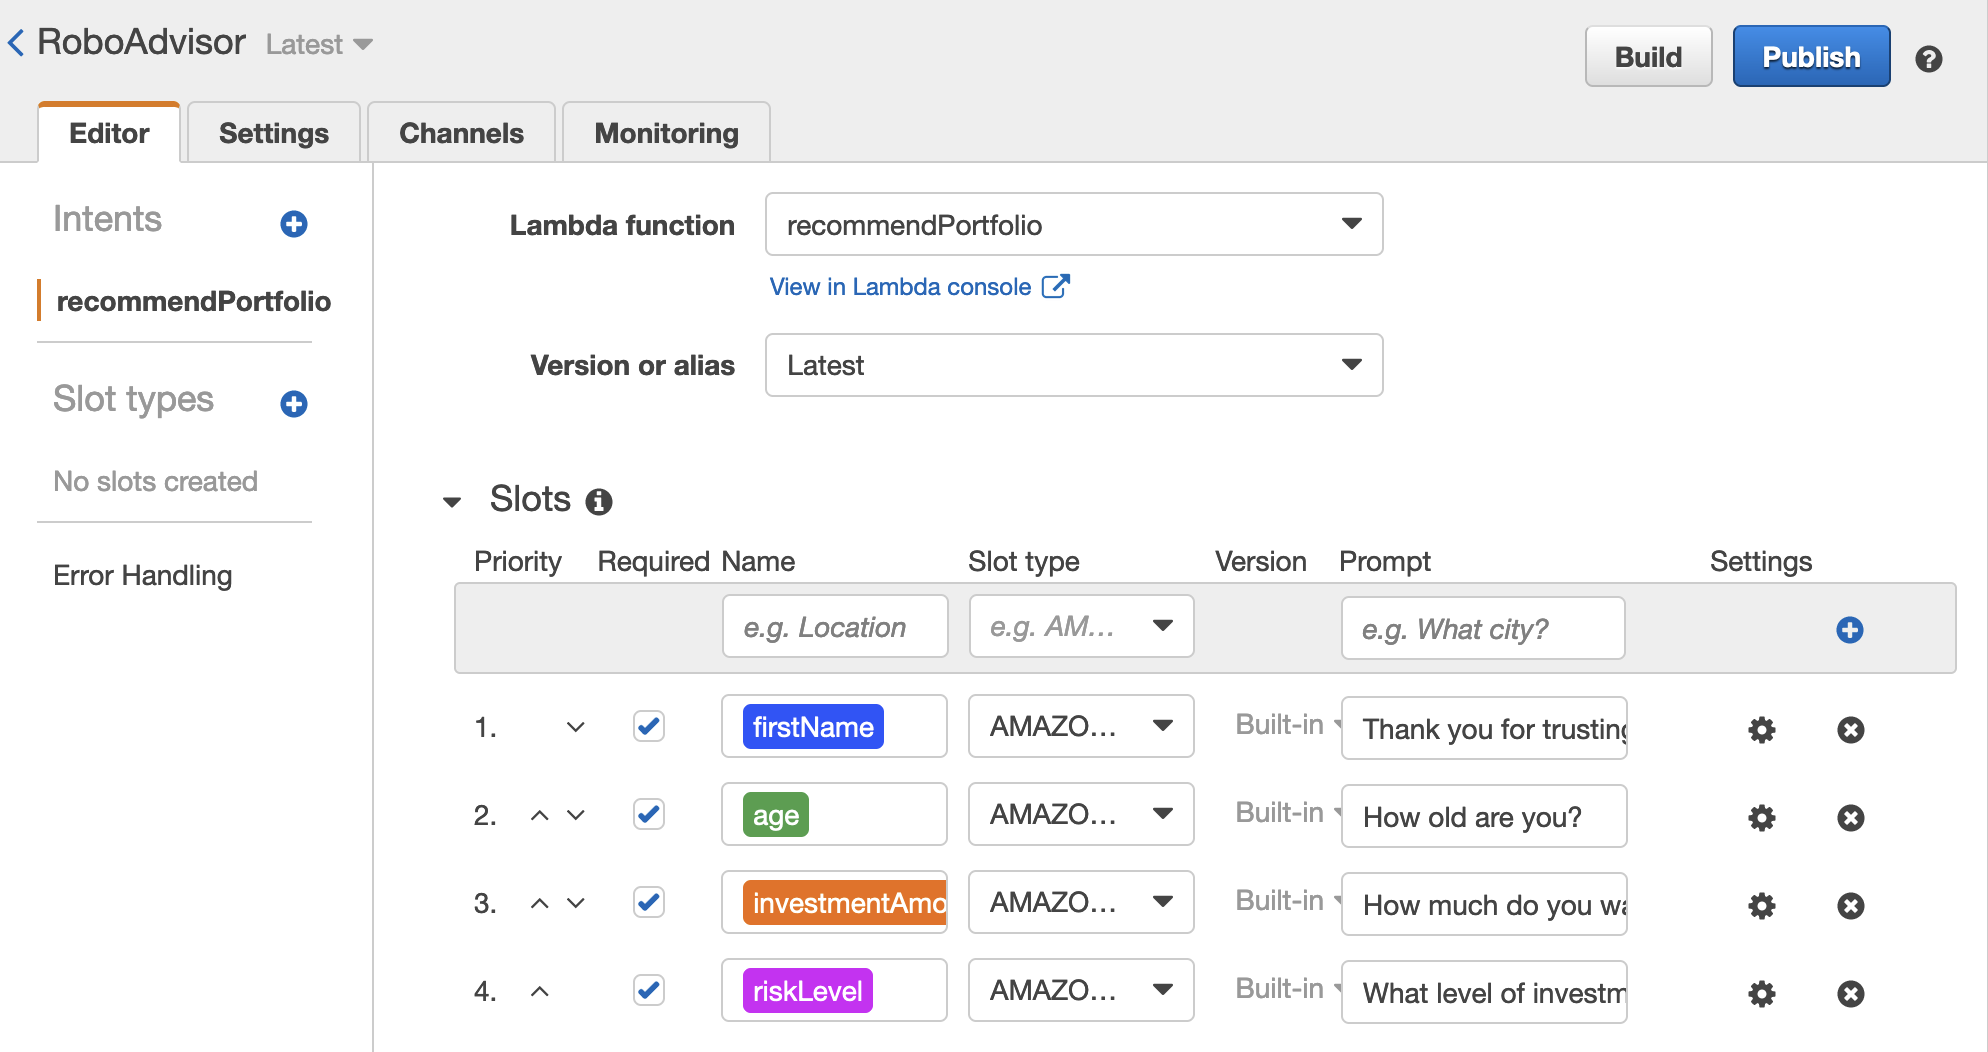 RoboAdvisor Latest
Build Publish
Editor Settings Channels Monitoring
Intents
recommendPortfolio
Slot types
No slots created
Error Handling
Lambda function recommendPortfolio
View in Lambda console
Version or alias Latest
Slots
Priority Required Name Slot type Version Prompt Settings
e.g. Location e.g. AM... e.g. What city?
1. firstName AMAZO... Built-in Thank you for trusting
2. age AMAZO... Built-in How old are you?
3. investmentAmo AMAZO... Built-in How much do you wa
4. riskLevel AMAZO... Built-in What level of investm